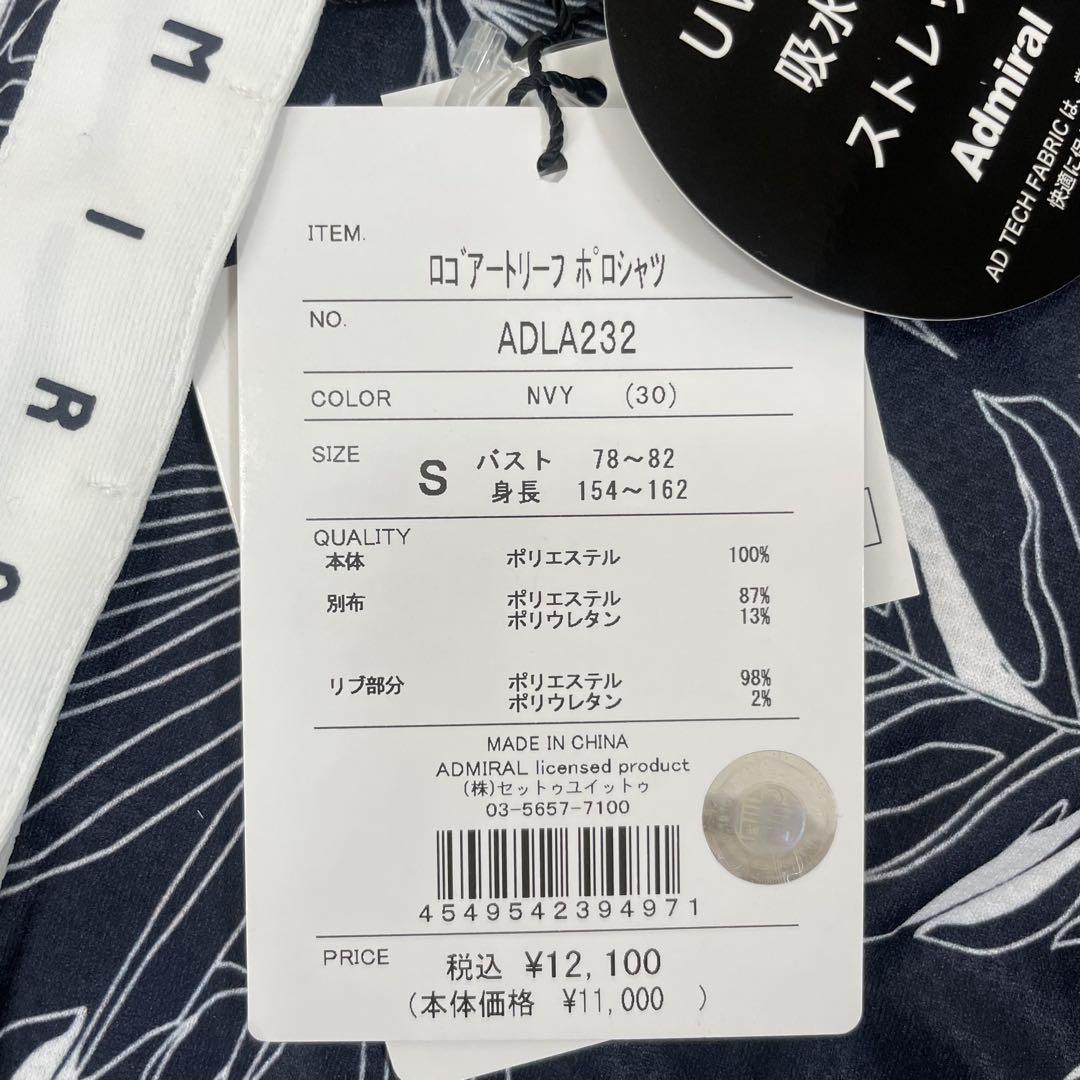 M
I
R
UV
吸水
ストレッ
Admiral
AD TECH FABRIC は、
快適に保
ITEM.
ﾛｺﾞアートリーフ ﾎﾟロシャツ
NO.
ADLA232
COLOR NVY (30)
SIZE S バスト 78～82
身長 154～162
QUALITY
本体 ポリエステル 100%
別布 ポリエステル 87%
ポリウレタン 13%
リブ部分 ポリエステル 98%
ポリウレタン 2%
MADE IN CHINA
ADMIRAL licensed product
(株)セットゥユイットゥ
03-5657-7100
4549542394971
PRICE 税込 ¥12,100
(本体価格 ¥11,000 )